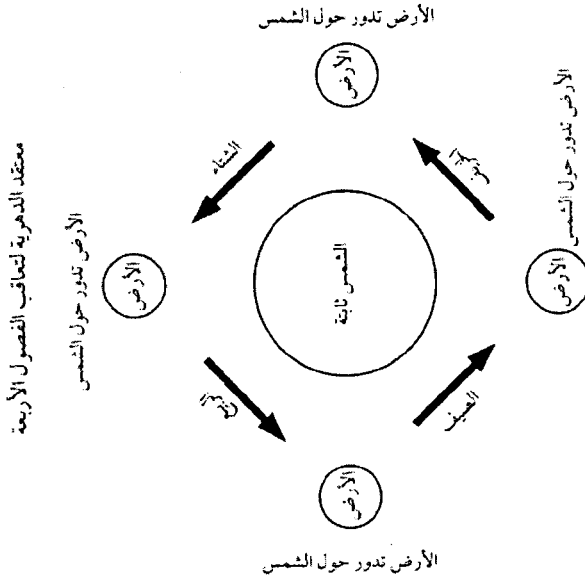 معتقد الدهرية لتعاقب الفصول الأربعة
الأرض تدور حول الشمس
الأرض
الأرض تدور حول الشمس
الأرض
الأرض تدور حول الشمس
الأرض
الأرض تدور حول الشمس
الأرض
الشمس ثابتة
الشتاء
الربيع
الصيف
الخريف